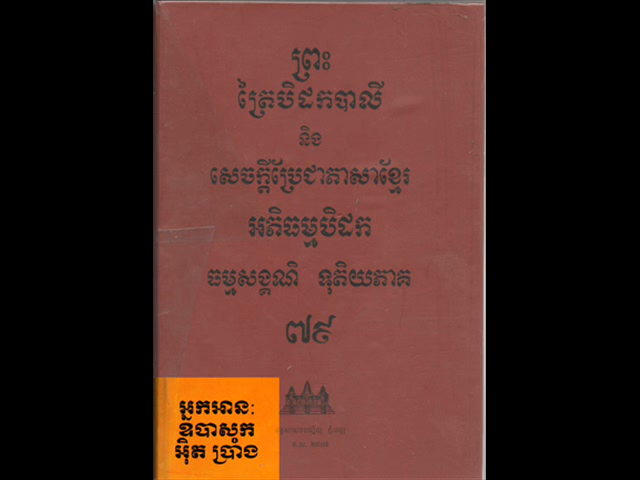 ព្រះ
ត្រៃបិដកបាលី
និង
សេចក្តីប្រែជាភាសាខ្មែរ
អភិធម្មបិដក
ធម្មសង្គណិ ទុតិយភាគ
៧៩
អ្នកអាន:
ឧបាសក
អ៊ិត ប្រាំង